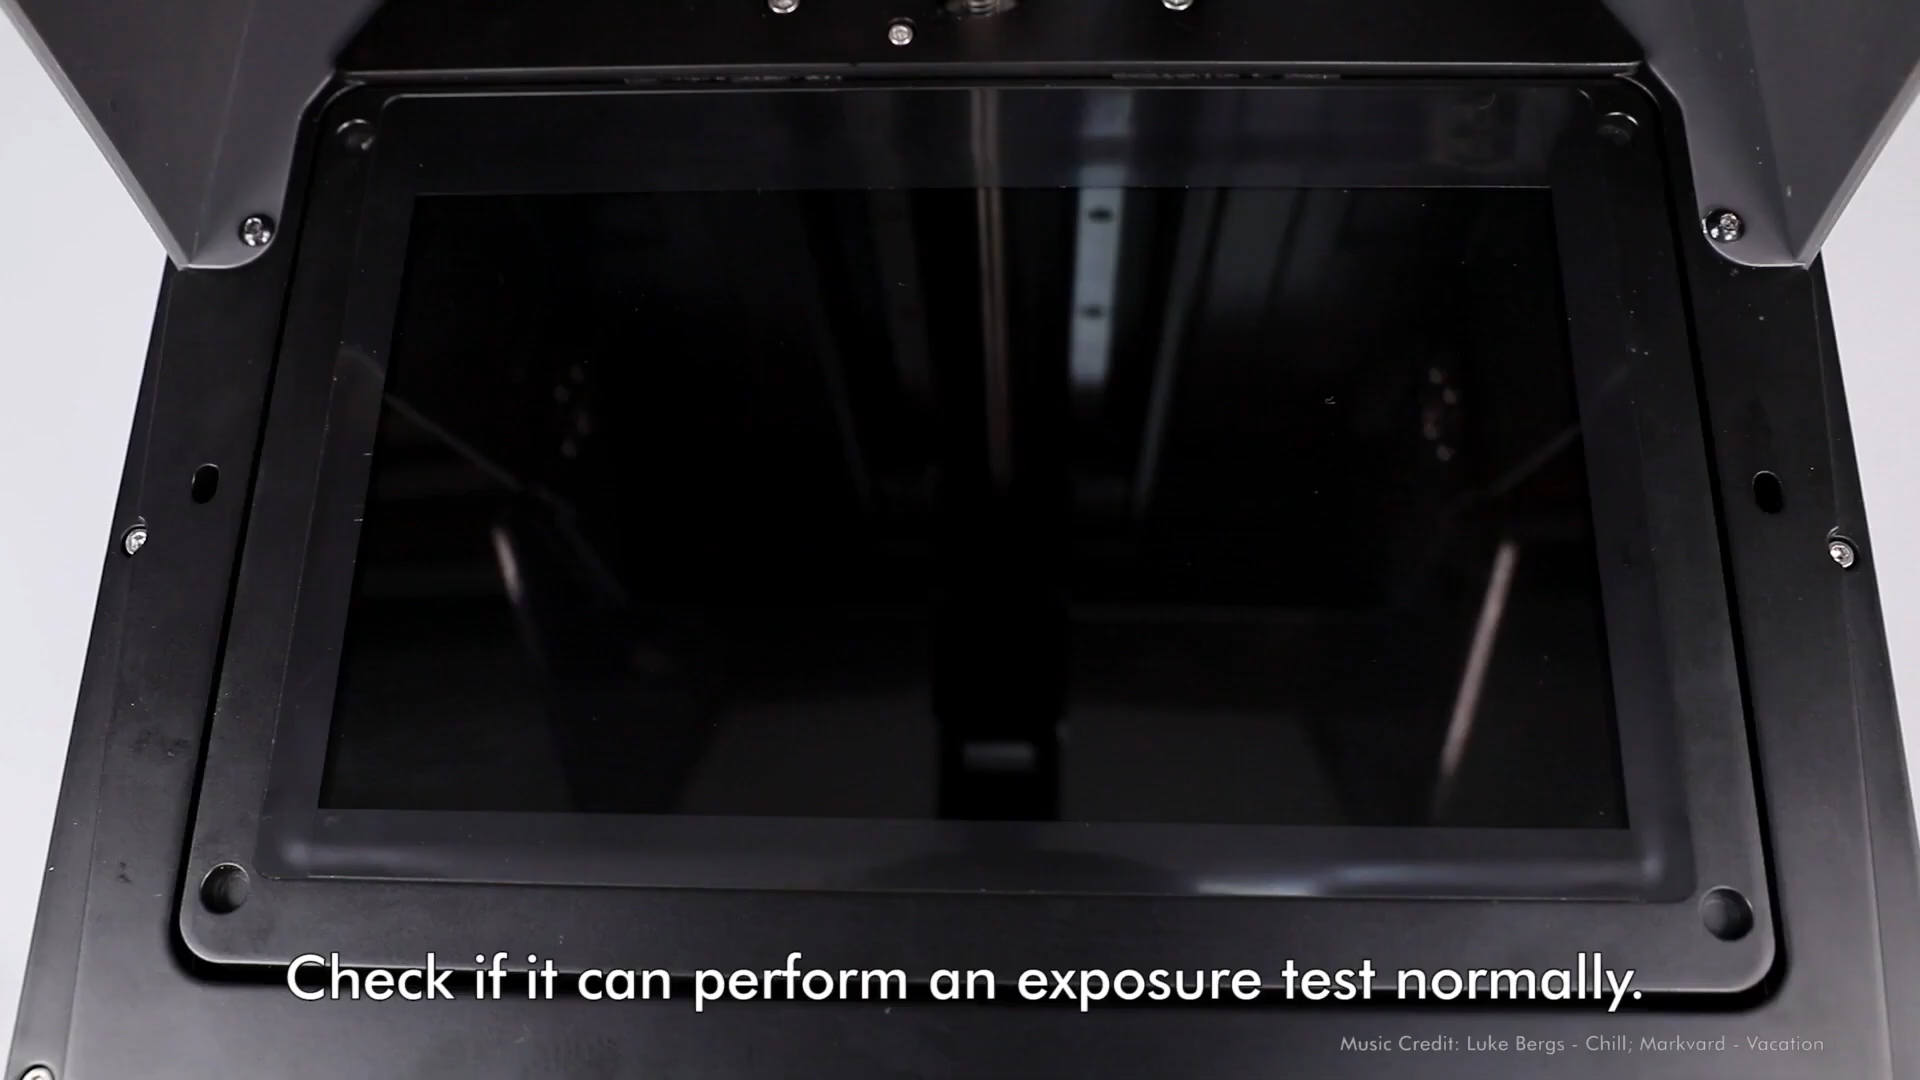 Check if it can perform an exposure test normally.
Music Credit: Luke Bergs - Chill; Markvard - Vacation